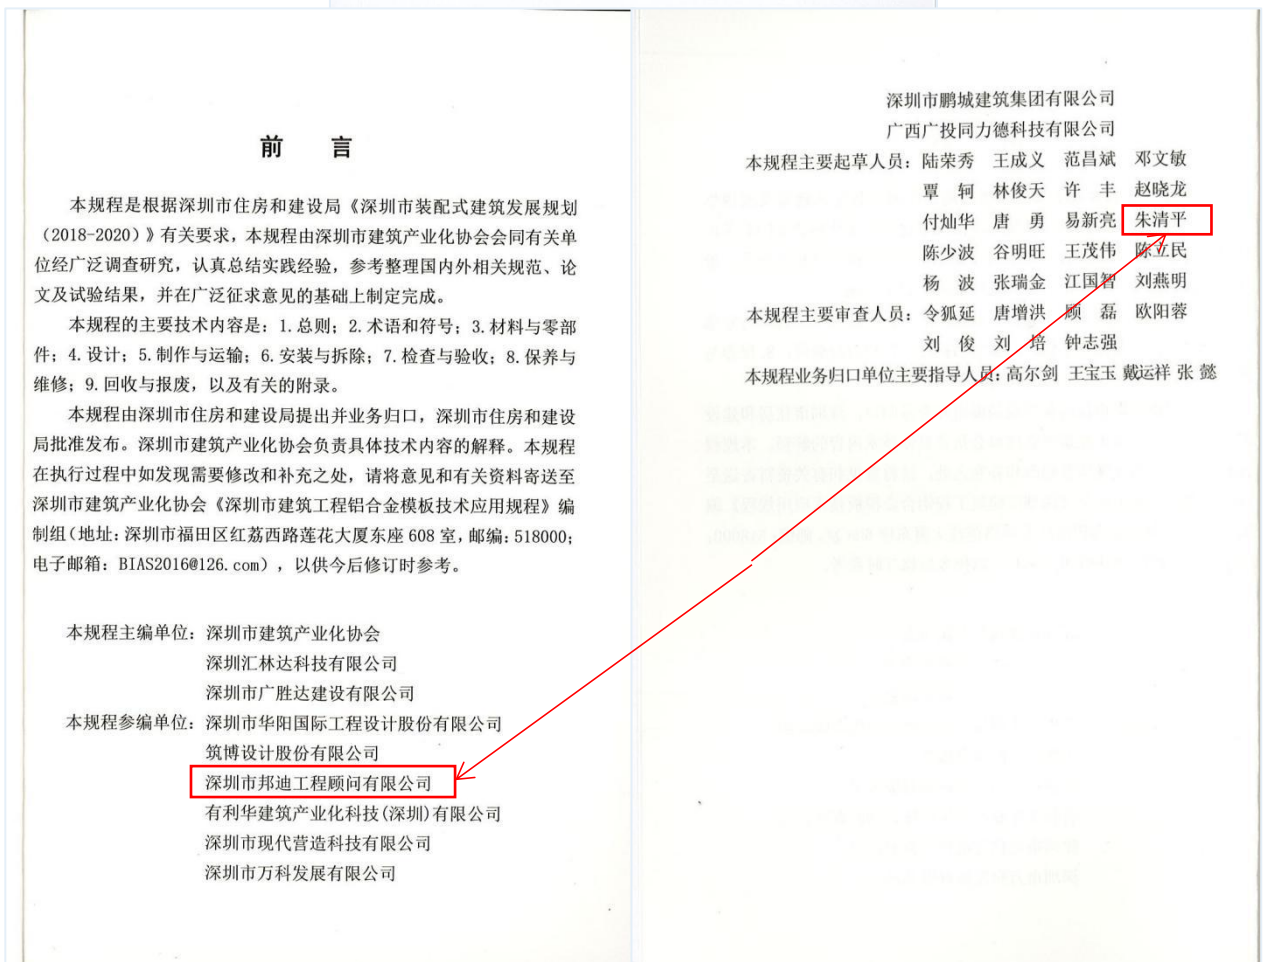 前 言
本规程是根据深圳市住房和建设局《深圳市装配式建筑发展规划
（2018-2020）》有关要求，本规程由深圳市建筑产业化协会会同有关单
位经广泛调查研究，认真总结实践经验，参考整理国内外相关规范、论
文及试验结果，并在广泛征求意见的基础上制定完成。
本规程的主要技术内容是：1.总则；2.术语和符号；3.材料与零部
件；4.设计；5.制作与运输；6.安装与拆除；7.检查与验收；8.保养与
维修；9.回收与报废，以及有关的附录。
本规程由深圳市住房和建设局提出并业务归口，深圳市住房和建设
局批准发布。深圳市建筑产业化协会负责具体技术内容的解释。本规程
在执行过程中如发现需要修改和补充之处，请将意见和有关资料寄送至
深圳市建筑产业化协会《深圳市建筑工程铝合金模板技术应用规程》编
制组（地址：深圳市福田区红荔西路莲花大厦东座 608 室，邮编：518000；
电子邮箱：BIAS2016@126.com），以供今后修订时参考。
本规程主编单位：深圳市建筑产业化协会
深圳汇林达科技有限公司
深圳市广胜达建设有限公司
本规程参编单位：深圳市华阳国际工程设计股份有限公司
筑博设计股份有限公司
深圳市邦迪工程顾问有限公司
有利华建筑产业化科技(深圳)有限公司
深圳市现代营造科技有限公司
深圳市万科发展有限公司
深圳市鹏城建筑集团有限公司
广西广投同力德科技有限公司
本规程主要起草人员：陆荣秀 王成义 范昌斌 邓文敏
覃 轲 林俊天 许 丰 赵晓龙
付灿华 唐 勇 易新亮 朱清平
陈少波 谷明旺 王茂伟 陈立民
杨 波 张瑞金 江国智 刘燕明
本规程主要审查人员：令狐延 唐增洪 顾 磊 欧阳蓉
刘 俊 刘 培 钟志强
本规程业务归口单位主要指导人员：高尔剑 王宝玉 戴运祥 张 懿